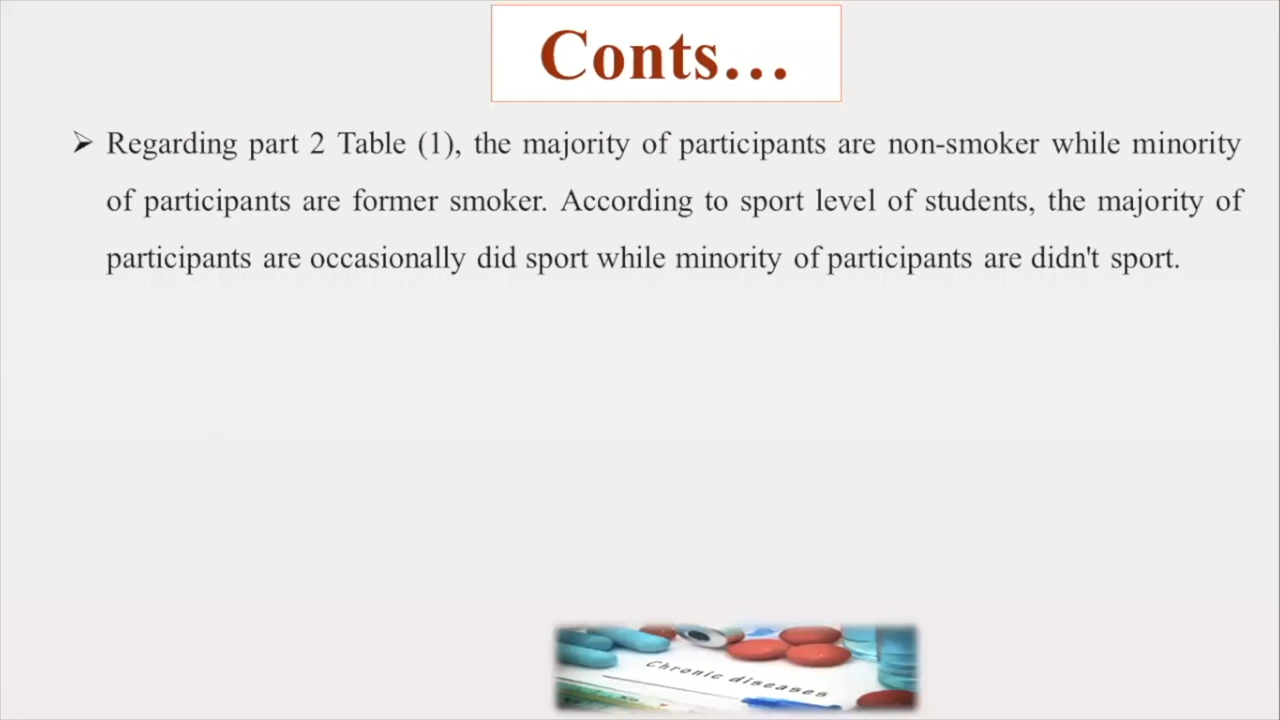 Conts…
➢ Regarding part 2 Table (1), the majority of participants are non-smoker while minority
of participants are former smoker. According to sport level of students, the majority of
participants are occasionally did sport while minority of participants are didn't sport.
Chronic diseases